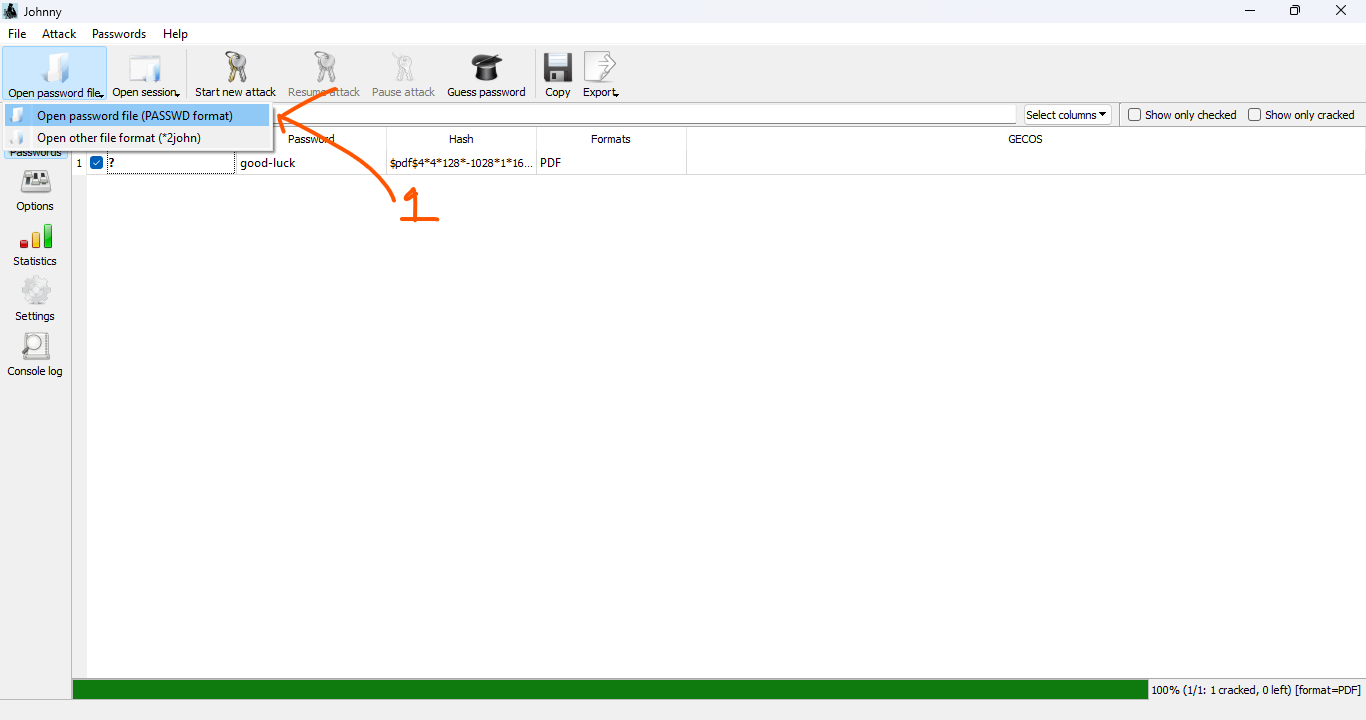 Johnny
File Attack Passwords Help
Open password file Open session Start new attack Resume attack Pause attack Guess password Copy Export
Open password file (PASSWD format)
Open other file format (*2john)
Select columns Show only checked Show only cracked
Passwords
Options
Statistics
Settings
Console log
Password Hash Formats GECOS
1 ? good-luck $pdf$4*4*128*-1028*1*16... PDF
1
100% (1/1: 1 cracked, 0 left) [format=PDF]